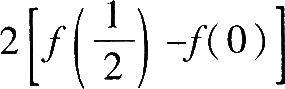 2[f(1/2) –f(0)]